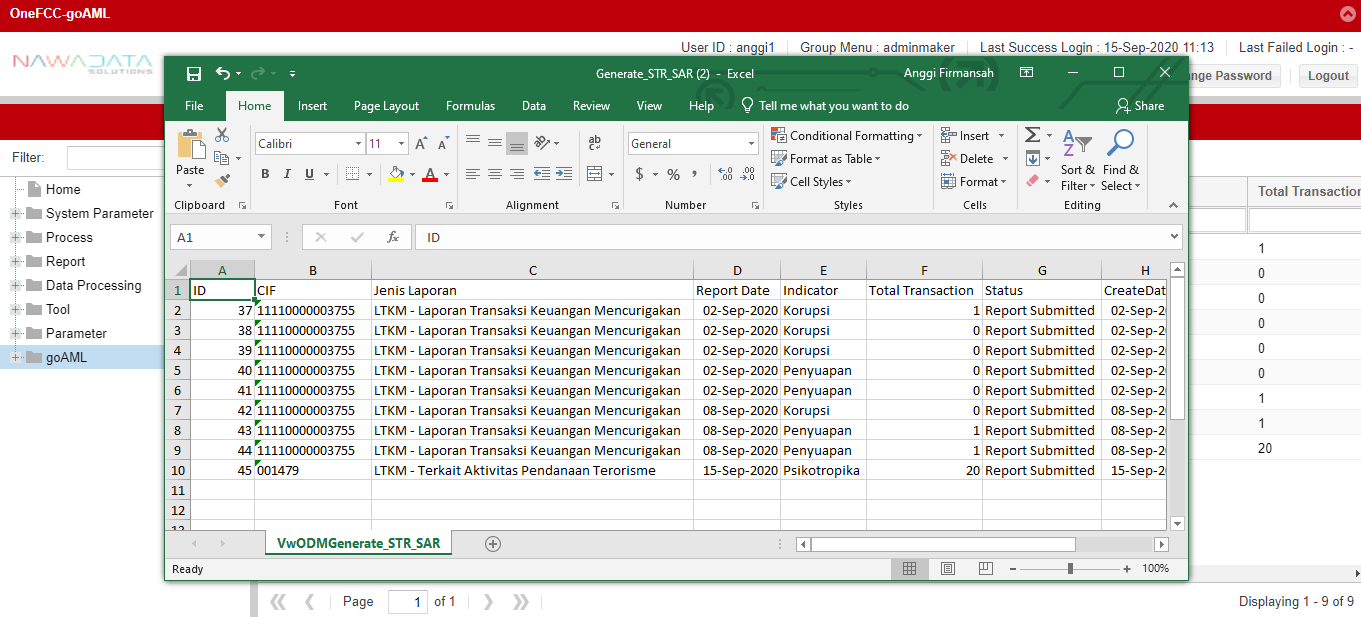 OneFCC-goAML
NAWADATA
SOLUTIONS
User ID : anggi1 Group Menu : adminmaker Last Success Login : 15-Sep-2020 11:13 Last Failed Login : -
nge Password Logout
Generate_STR_SAR (2) - Excel Anggi Firmansah
File Home Insert Page Layout Formulas Data Review View Help Tell me what you want to do Share
Filter:
Home
System Parameter
Process
Report
Data Processing
Tool
Parameter
goAML
Paste
Calibri 11
B I U
A A
A
ab
General
$ % ,
.00
.00
Conditional Formatting
Format as Table
Cell Styles
Insert
Delete
Format
Sort & Filter
Find & Select
Clipboard Font Alignment Number Styles Cells Editing
A1 fx ID
A B C D E F G H
1 ID CIF Jenis Laporan Report Date Indicator Total Transaction Status CreateDat
2 37 11110000003755 LTKM - Laporan Transaksi Keuangan Mencurigakan 02-Sep-2020 Korupsi 1 Report Submitted 02-Sep-2
3 38 11110000003755 LTKM - Laporan Transaksi Keuangan Mencurigakan 02-Sep-2020 Korupsi 0 Report Submitted 02-Sep-2
4 39 11110000003755 LTKM - Laporan Transaksi Keuangan Mencurigakan 02-Sep-2020 Korupsi 0 Report Submitted 02-Sep-2
5 40 11110000003755 LTKM - Laporan Transaksi Keuangan Mencurigakan 02-Sep-2020 Penyuapan 0 Report Submitted 02-Sep-2
6 41 11110000003755 LTKM - Laporan Transaksi Keuangan Mencurigakan 02-Sep-2020 Penyuapan 0 Report Submitted 02-Sep-2
7 42 11110000003755 LTKM - Laporan Transaksi Keuangan Mencurigakan 08-Sep-2020 Korupsi 0 Report Submitted 08-Sep-2
8 43 11110000003755 LTKM - Laporan Transaksi Keuangan Mencurigakan 08-Sep-2020 Penyuapan 1 Report Submitted 08-Sep-2
9 44 11110000003755 LTKM - Laporan Transaksi Keuangan Mencurigakan 08-Sep-2020 Penyuapan 1 Report Submitted 08-Sep-2
10 45 001479 LTKM - Terkait Aktivitas Pendanaan Terorisme 15-Sep-2020 Psikotropika 20 Report Submitted 15-Sep-2
11
12
13
VwODMGenerate_STR_SAR
Ready 100%
Total Transaction
1
0
0
0
0
0
1
1
20
Page 1 of 1 Displaying 1 - 9 of 9